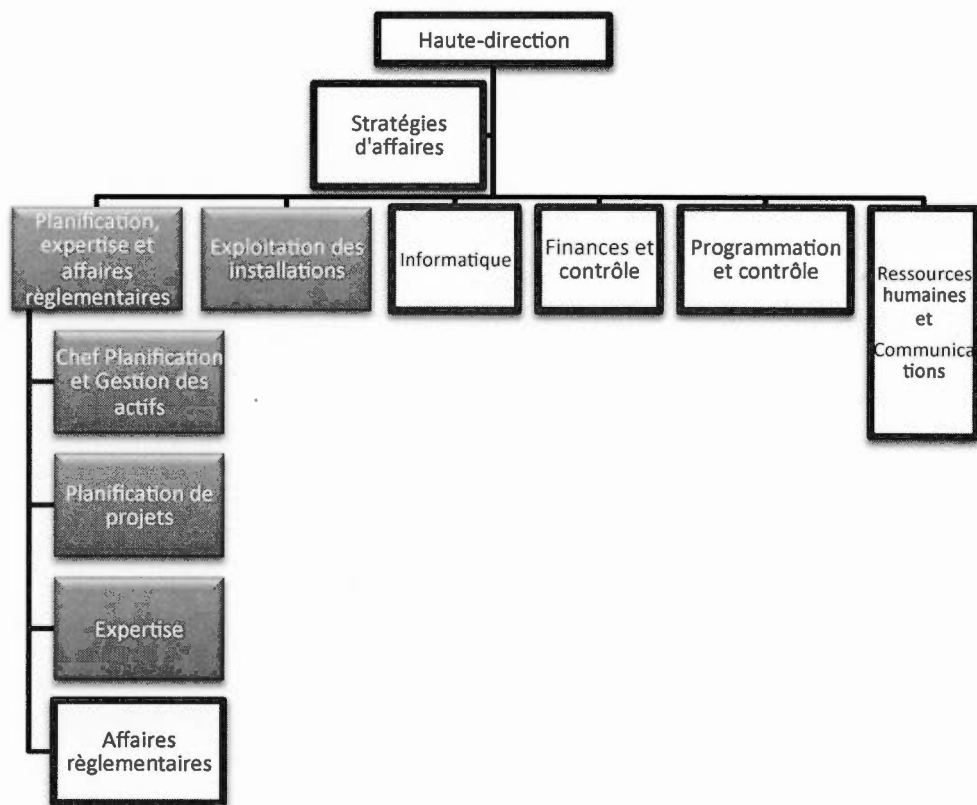 Haute-direction
Stratégies
d'affaires
Planification,
expertise et
affaires
règlementaires
Exploitation des
installations
Informatique
Finances et
contrôle
Programmation
et contrôle
Ressources
humaines
et
Communica
tions
Chef Planification
et Gestion des
actifs
Planification de
projets
Expertise
Affaires
règlementaires